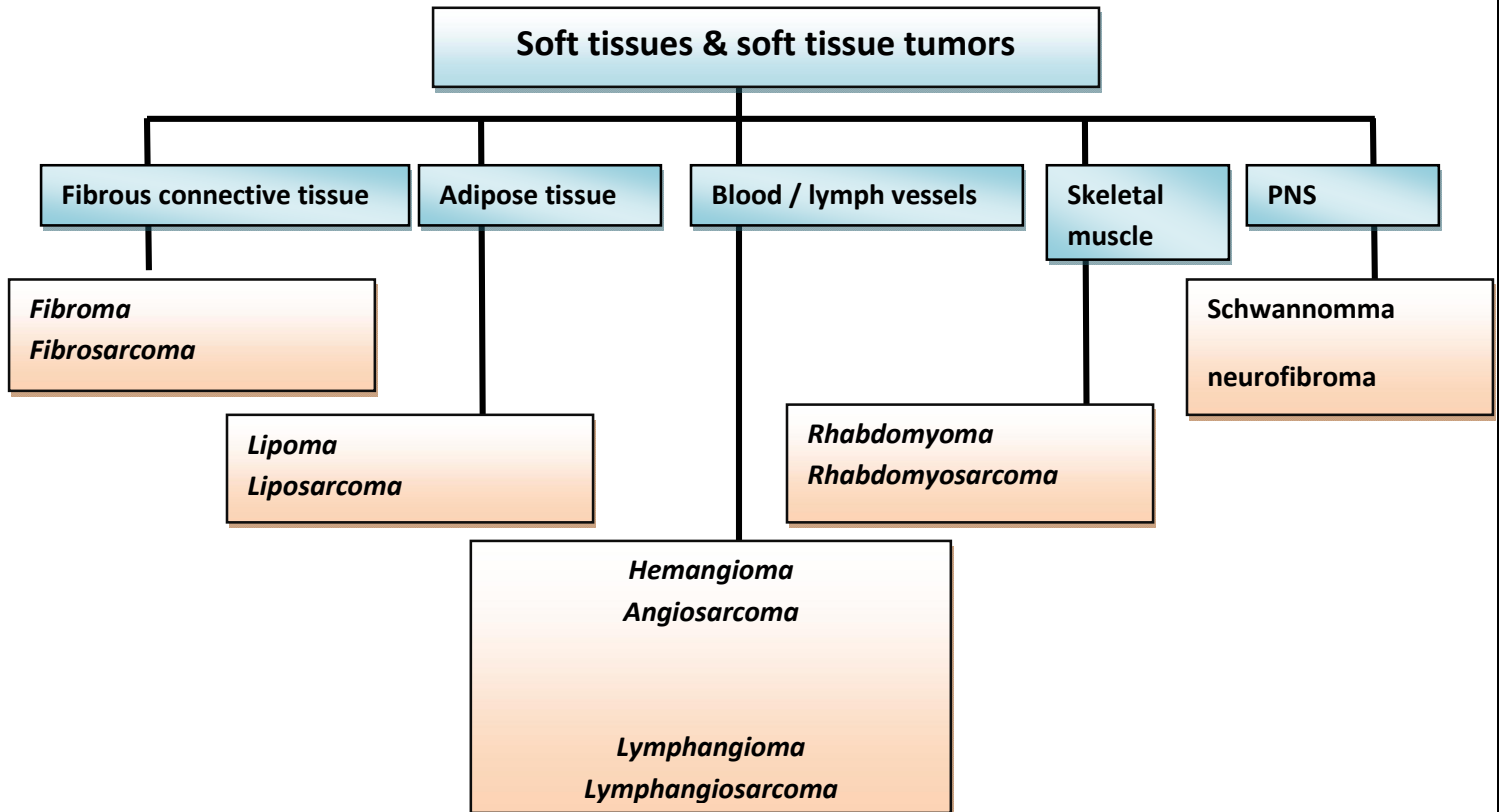 Soft tissues & soft tissue tumors
Fibrous connective tissue
Adipose tissue
Blood / lymph vessels
Skeletal
muscle
PNS
Fibroma
Fibrosarcoma
Lipoma
Liposarcoma
Hemangioma
Angiosarcoma
Lymphangioma
Lymphangiosarcoma
Rhabdomyoma
Rhabdomyosarcoma
Schwannomma
neurofibroma